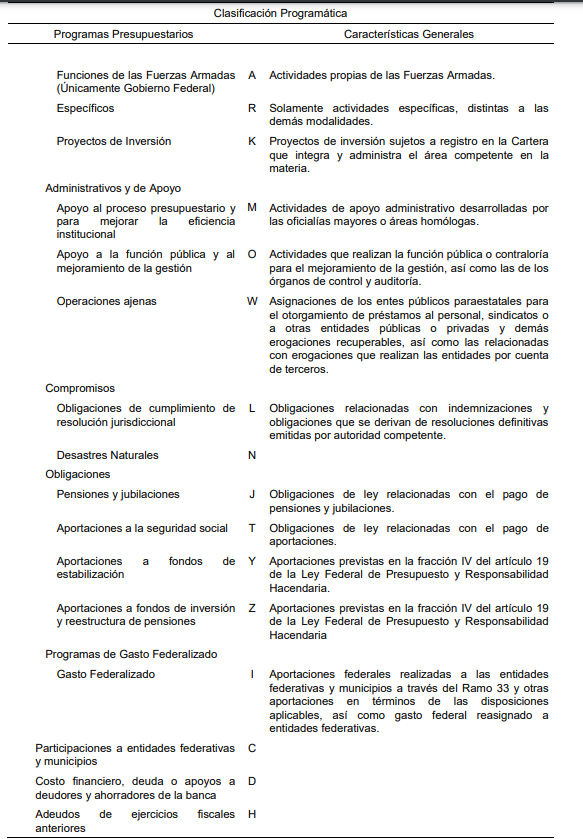 Clasificación Programática
Programas Presupuestarios Características Generales
Funciones de las Fuerzas Armadas A Actividades propias de las Fuerzas Armadas.
(Únicamente Gobierno Federal)
Específicos R Solamente actividades específicas, distintas a las
demás modalidades.
Proyectos de Inversión K Proyectos de inversión sujetos a registro en la Cartera
que integra y administra el área competente en la
materia.
Administrativos y de Apoyo
Apoyo al proceso presupuestario y M Actividades de apoyo administrativo desarrolladas por
para mejorar la eficiencia las oficialías mayores o áreas homólogas.
institucional
Apoyo a la función pública y al O Actividades que realizan la función pública o contraloría
mejoramiento de la gestión para el mejoramiento de la gestión, así como las de los
órganos de control y auditoría.
Operaciones ajenas W Asignaciones de los entes públicos paraestatales para
el otorgamiento de préstamos al personal, sindicatos o
a otras entidades públicas o privadas y demás
erogaciones recuperables, así como las relacionadas
con erogaciones que realizan las entidades por cuenta
de terceros.
Compromisos
Obligaciones de cumplimiento de L Obligaciones relacionadas con indemnizaciones y
resolución jurisdiccional obligaciones que se derivan de resoluciones definitivas
emitidas por autoridad competente.
Desastres Naturales N
Obligaciones
Pensiones y jubilaciones J Obligaciones de ley relacionadas con el pago de
pensiones y jubilaciones.
Aportaciones a la seguridad social T Obligaciones de ley relacionadas con el pago de
aportaciones.
Aportaciones a fondos de Y Aportaciones previstas en la fracción IV del artículo 19
estabilización de la Ley Federal de Presupuesto y Responsabilidad
Hacendaria.
Aportaciones a fondos de inversión Z Aportaciones previstas en la fracción IV del artículo 19
y reestructura de pensiones de la Ley Federal de Presupuesto y Responsabilidad
Hacendaria
Programas de Gasto Federalizado
Gasto Federalizado I Aportaciones federales realizadas a las entidades
federativas y municipios a través del Ramo 33 y otras
aportaciones en términos de las disposiciones
aplicables, así como gasto federal reasignado a
entidades federativas.
Participaciones a entidades federativas C
y municipios
Costo financiero, deuda o apoyos a D
deudores y ahorradores de la banca
Adeudos de ejercicios fiscales H
anteriores